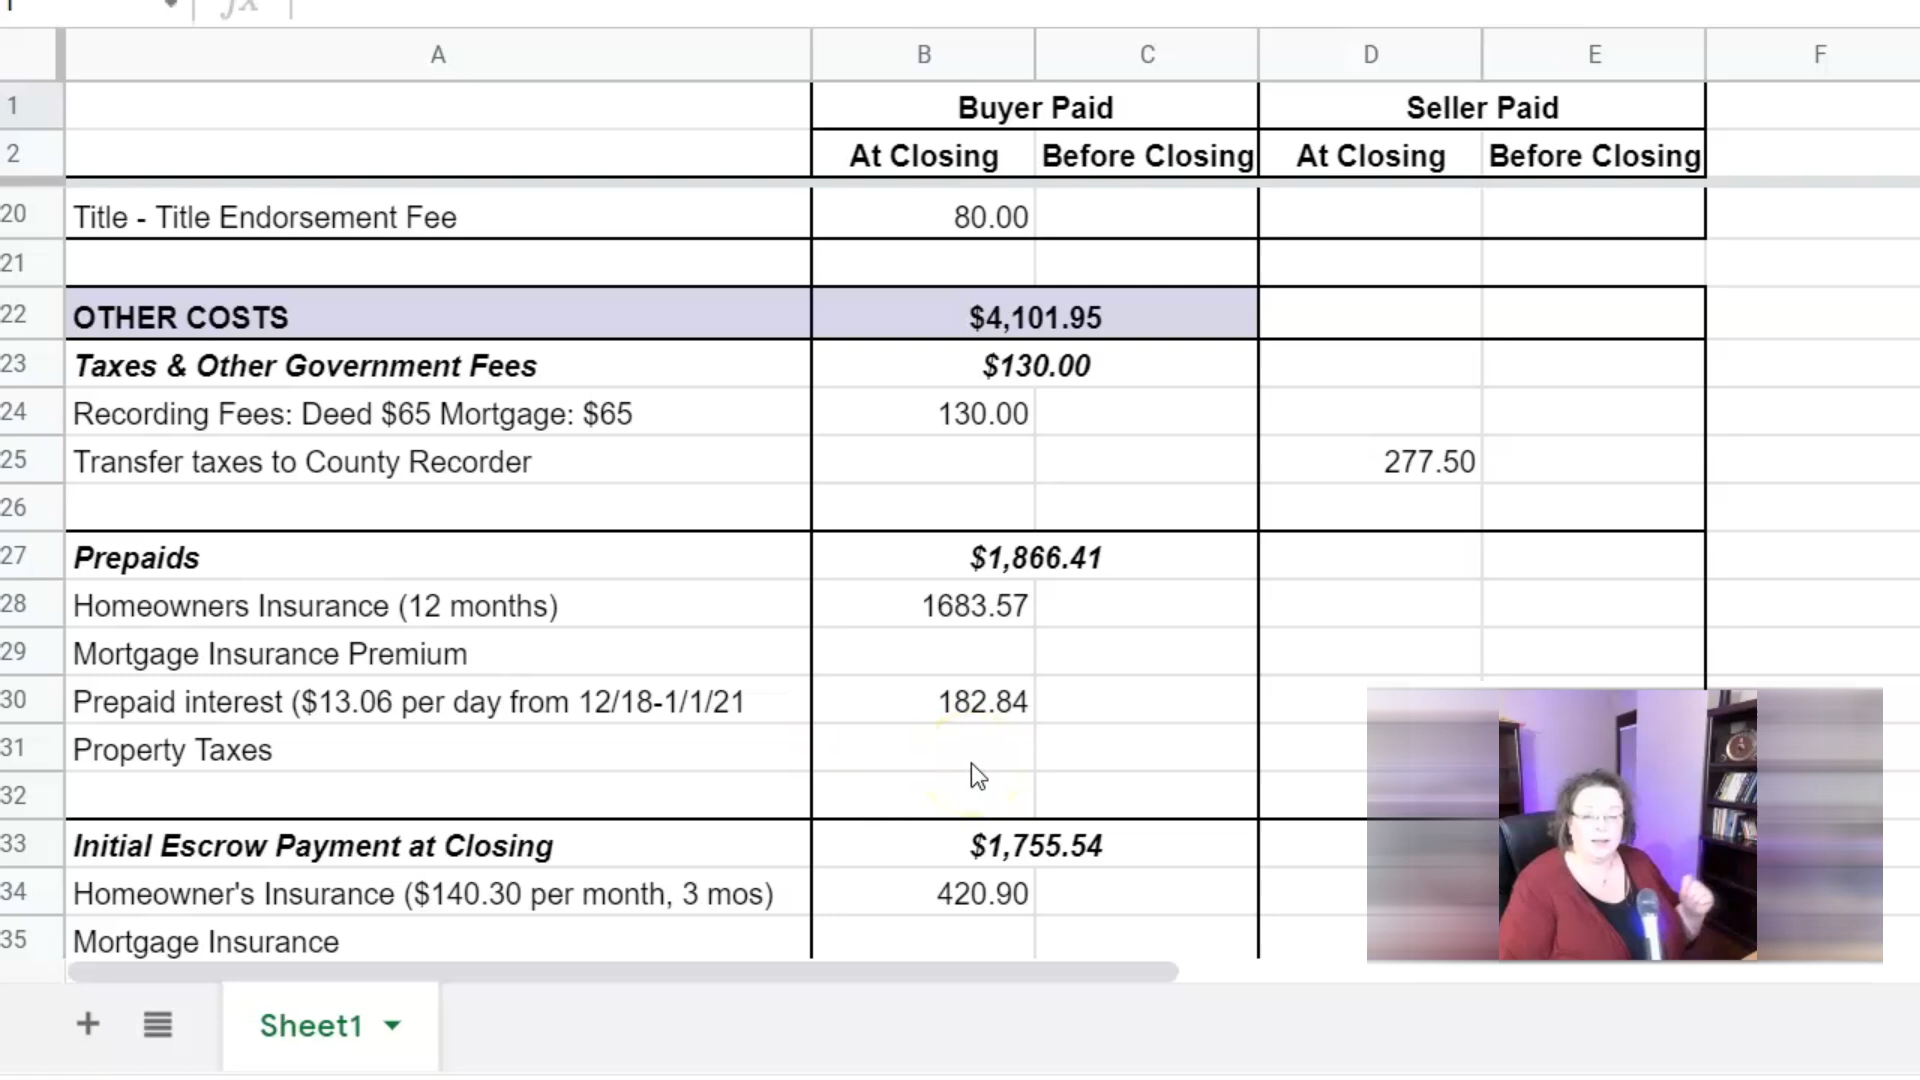 A B C D E F
1 Buyer Paid Seller Paid
2 At Closing Before Closing At Closing Before Closing
20 Title - Title Endorsement Fee 80.00
21
22 OTHER COSTS $4,101.95
23 Taxes & Other Government Fees $130.00
24 Recording Fees: Deed $65 Mortgage: $65 130.00
25 Transfer taxes to County Recorder 277.50
26
27 Prepaids $1,866.41
28 Homeowners Insurance (12 months) 1683.57
29 Mortgage Insurance Premium
30 Prepaid interest ($13.06 per day from 12/18-1/1/21 182.84
31 Property Taxes
32
33 Initial Escrow Payment at Closing $1,755.54
34 Homeowner's Insurance ($140.30 per month, 3 mos) 420.90
35 Mortgage Insurance
Sheet1